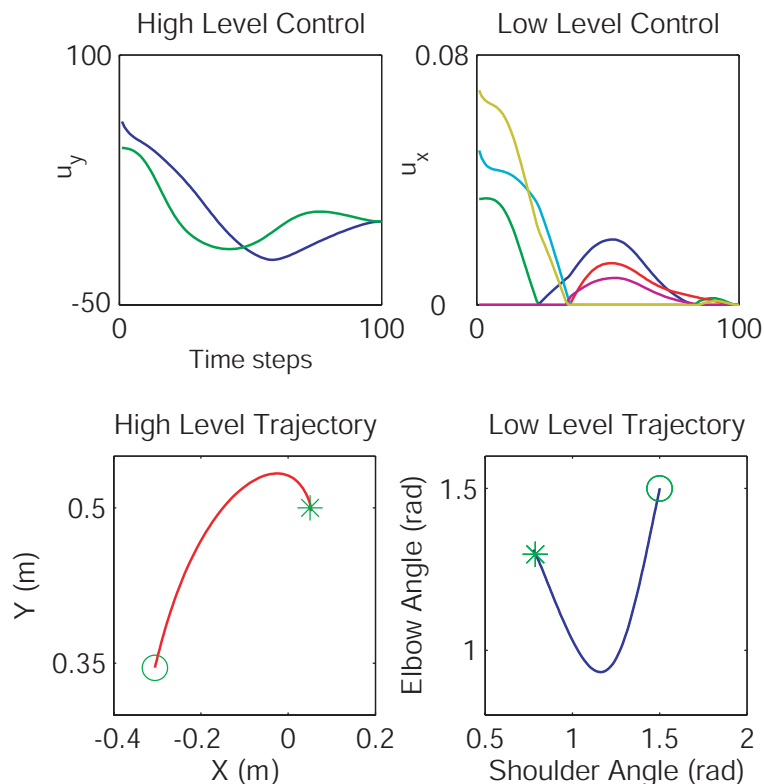 High Level Control
Low Level Control
100
u_y
-50
0
100
Time steps
0.08
u_x
0
0
100
High Level Trajectory
Low Level Trajectory
0.5
Y (m)
0.35
-0.4
-0.2
0
0.2
X (m)
1.5
Elbow Angle (rad)
1
0.5
1
1.5
2
Shoulder Angle (rad)